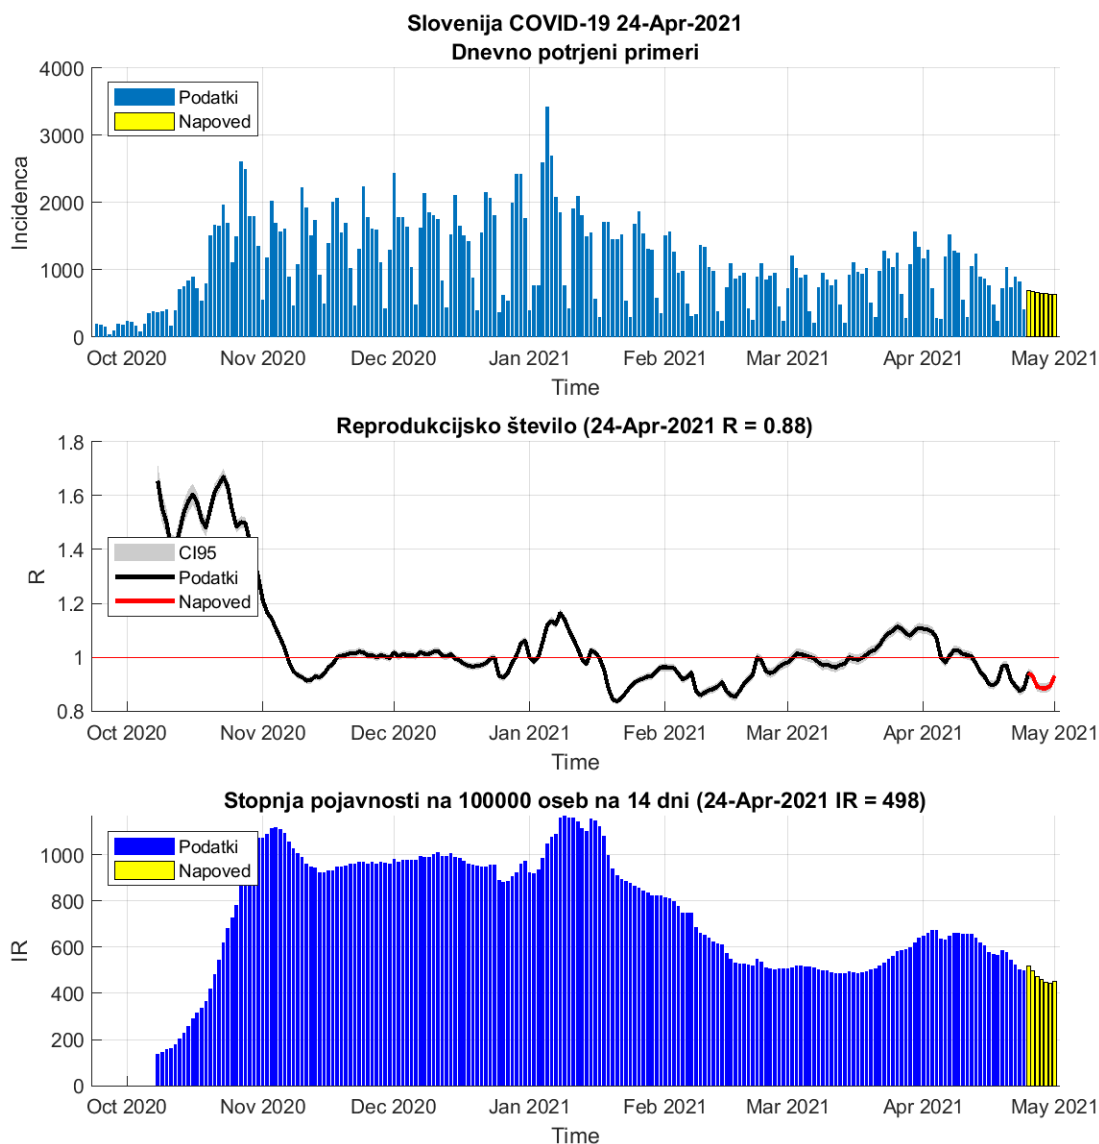 Slovenija COVID-19 24-Apr-2021
Dnevno potrjeni primeri
4000
3000
2000
1000
0
Incidenca
Podatki
Napoved
Oct 2020 Nov 2020 Dec 2020 Jan 2021 Feb 2021 Mar 2021 Apr 2021 May 2021
Time
Reprodukcijsko število (24-Apr-2021 R = 0.88)
1.8
1.6
1.4
1.2
1
0.8
R
CI95
Podatki
Napoved
Oct 2020 Nov 2020 Dec 2020 Jan 2021 Feb 2021 Mar 2021 Apr 2021 May 2021
Time
Stopnja pojavnosti na 100000 oseb na 14 dni (24-Apr-2021 IR = 498)
1000
800
600
400
200
0
IR
Podatki
Napoved
Oct 2020 Nov 2020 Dec 2020 Jan 2021 Feb 2021 Mar 2021 Apr 2021 May 2021
Time